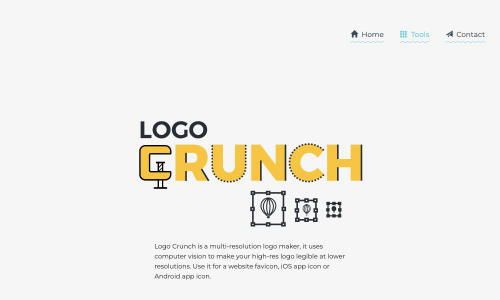 Home Tools Contact
LOGO
CRUNCH
Logo Crunch is a multi-resolution logo maker, it uses
computer vision to make your high-res logo legible at lower
resolutions. Use it for a website favicon, iOS app icon or
Android app icon.